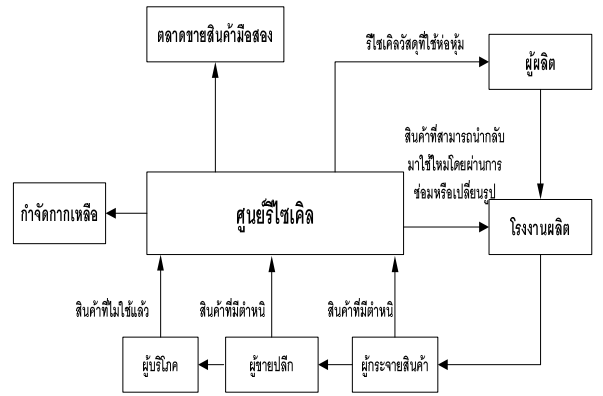 ตลาดขายสินค้ามือสอง
รีไซเคิลวัสดุที่ใช้ห่อหุ้ม
ผู้ผลิต
สินค้าที่สามารถนำกลับ
มาใช้ใหม่โดยผ่านการ
ซ่อมหรือเปลี่ยนรูป
กำจัดกากเหลือ
ศูนย์รีไซเคิล
โรงงานผลิต
สินค้าที่ไม่ใช้แล้ว
สินค้าที่มีตำหนิ
สินค้าที่มีตำหนิ
ผู้บริโภค
ผู้ขายปลีก
ผู้กระจายสินค้า